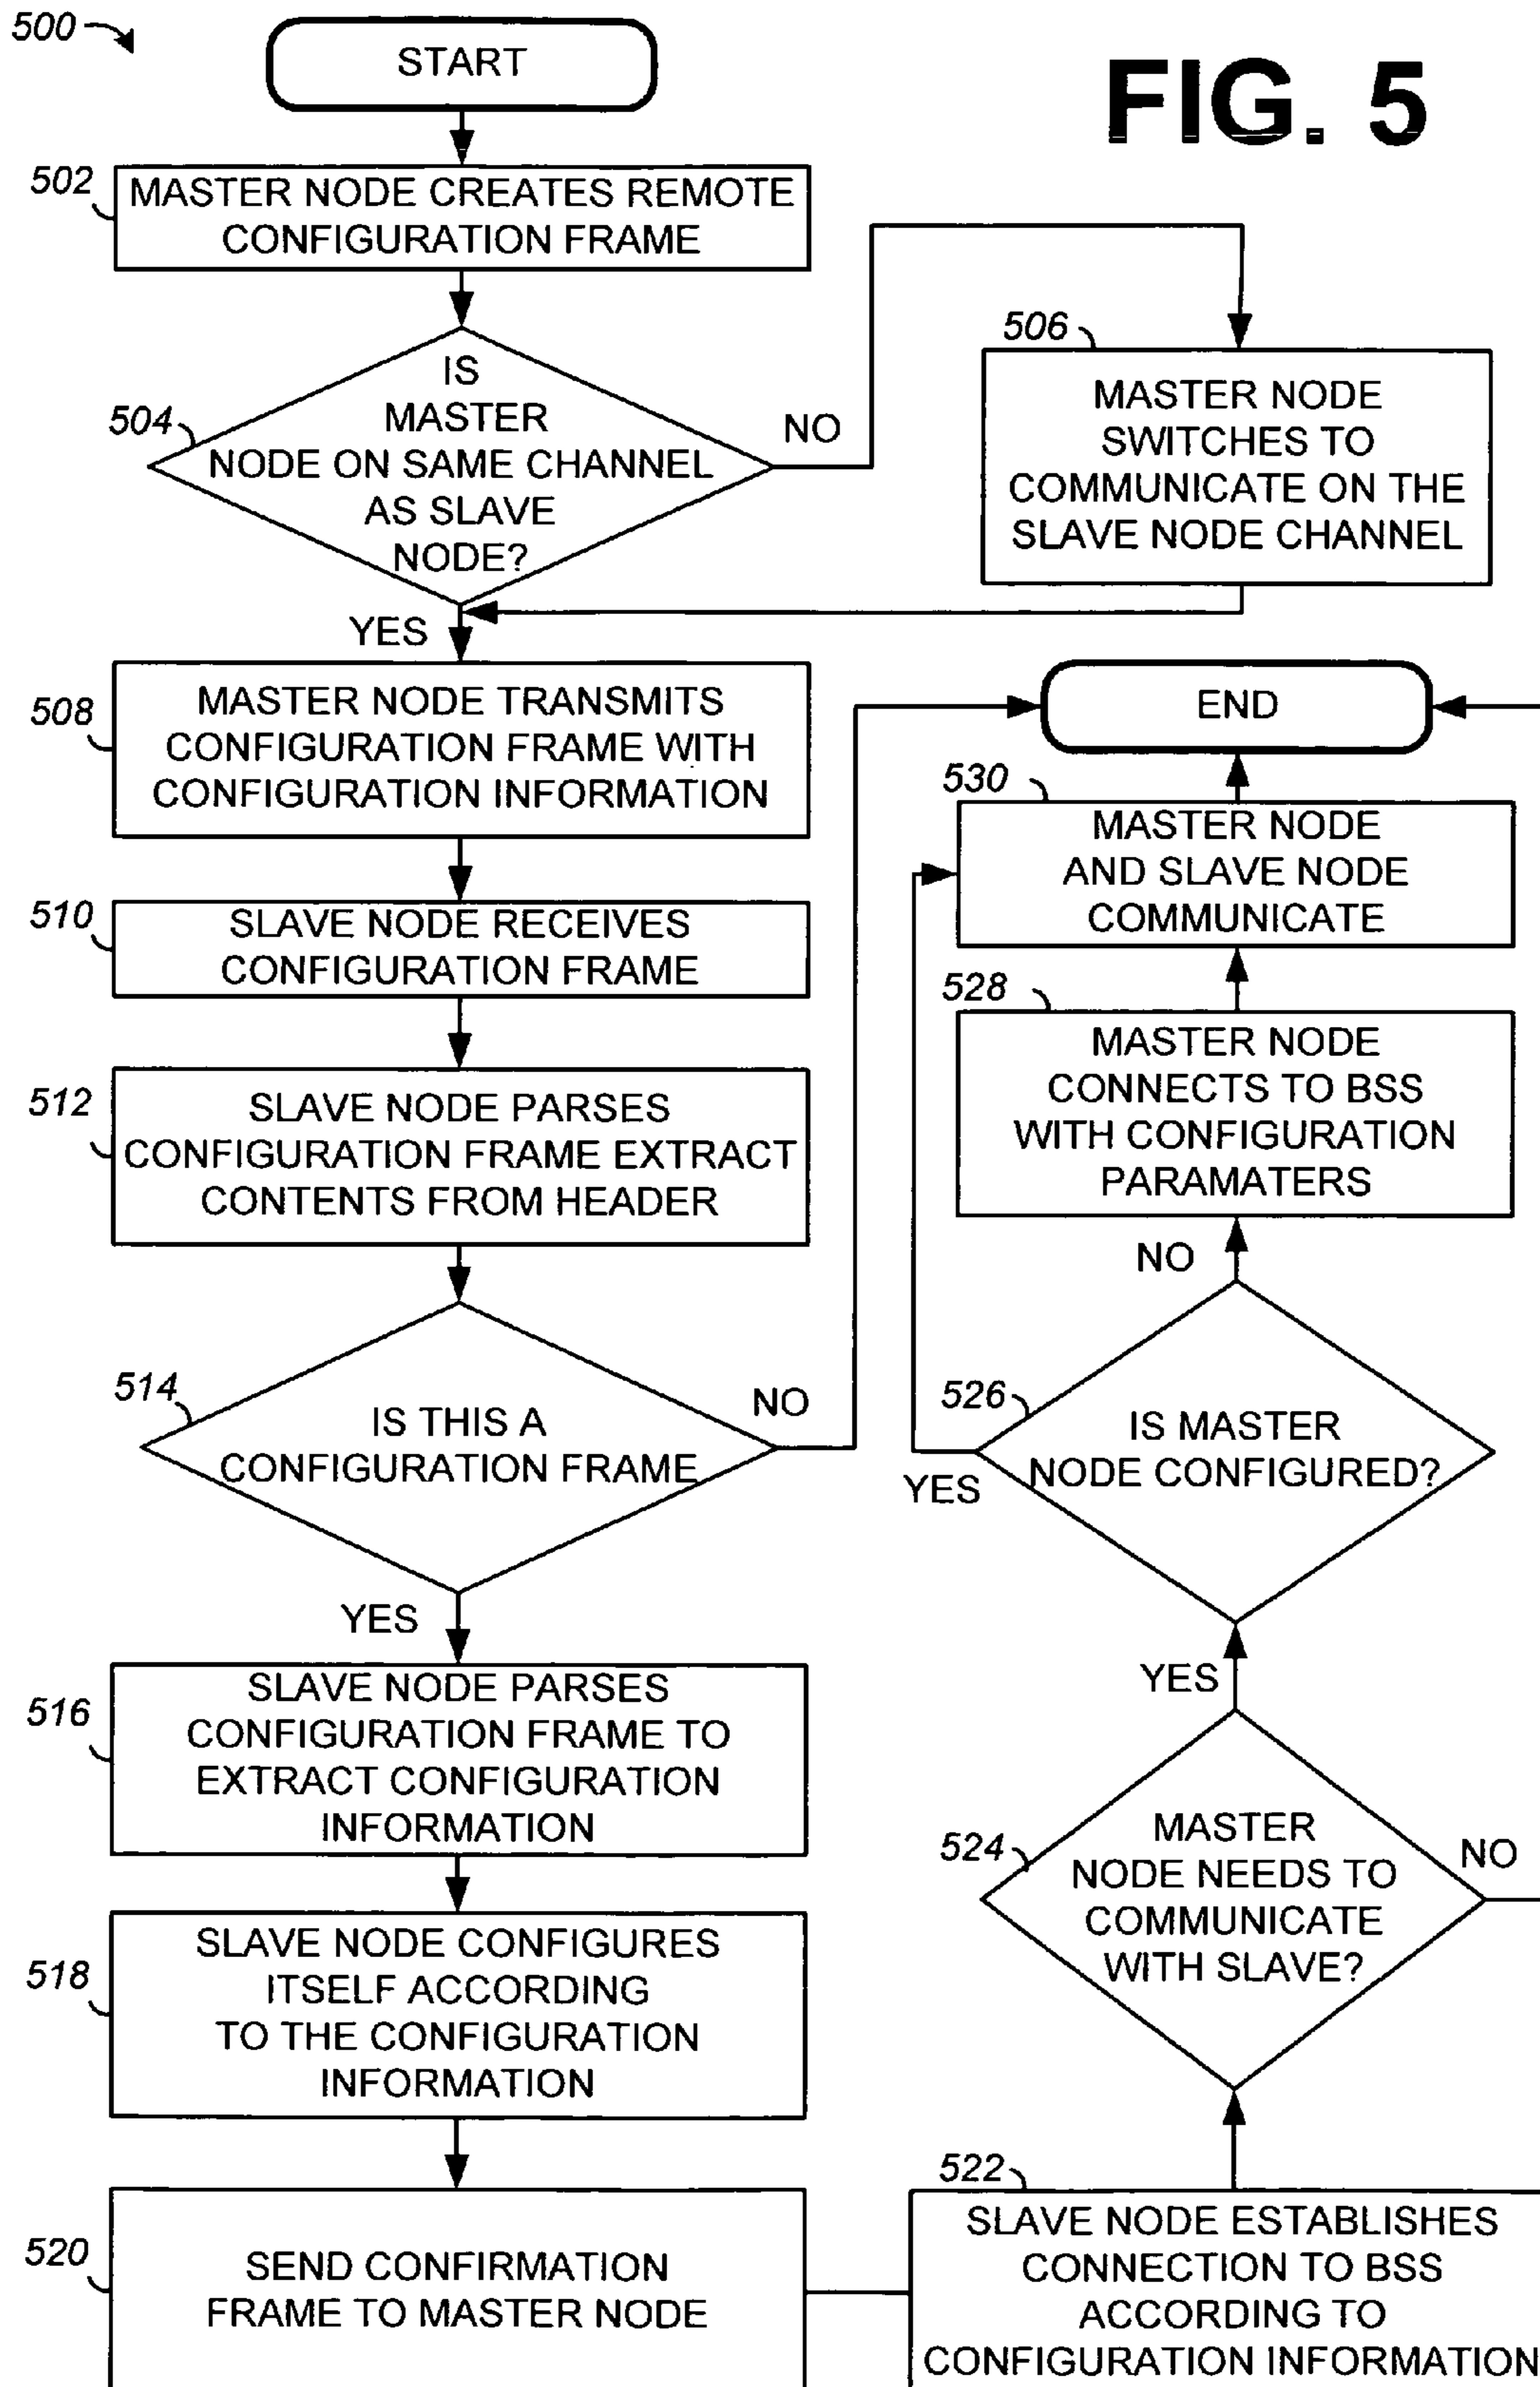 500
START
FIG. 5
502
MASTER NODE CREATES REMOTE
CONFIGURATION FRAME
504
IS
MASTER
NODE ON SAME CHANNEL
AS SLAVE
NODE?
NO
506
MASTER NODE
SWITCHES TO
COMMUNICATE ON THE
SLAVE NODE CHANNEL
YES
508
MASTER NODE TRANSMITS
CONFIGURATION FRAME WITH
CONFIGURATION INFORMATION
510
SLAVE NODE RECEIVES
CONFIGURATION FRAME
512
SLAVE NODE PARSES
CONFIGURATION FRAME EXTRACT
CONTENTS FROM HEADER
514
IS THIS A
CONFIGURATION FRAME
NO
YES
516
SLAVE NODE PARSES
CONFIGURATION FRAME TO
EXTRACT CONFIGURATION
INFORMATION
518
SLAVE NODE CONFIGURES
ITSELF ACCORDING
TO THE CONFIGURATION
INFORMATION
520
SEND CONFIRMATION
FRAME TO MASTER NODE
END
530
MASTER NODE
AND SLAVE NODE
COMMUNICATE
528
MASTER NODE
CONNECTS TO BSS
WITH CONFIGURATION
PARAMATERS
NO
526
IS MASTER
NODE CONFIGURED?
YES
YES
524
MASTER
NODE NEEDS TO
COMMUNICATE
WITH SLAVE?
NO
522
SLAVE NODE ESTABLISHES
CONNECTION TO BSS
ACCORDING TO
CONFIGURATION INFORMATION